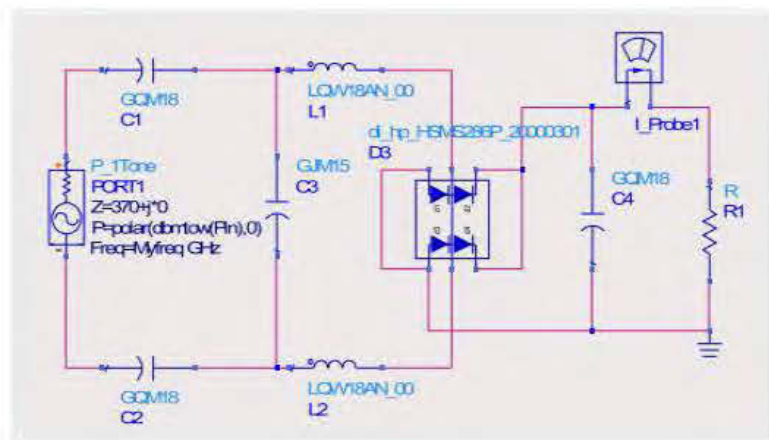 GQM18
C1
LQW18AN_00
L1
I_Probe1
di_hp_HSMS286P_20000301
D3
P_1Tone
PORT1
Z=370+j*0
P=polar(dbmtow(Pin),0)
Freq=Myfreq GHz
GJM15
C3
GQM18
C4
R
R1
GQM18
C2
LQW18AN_00
L2